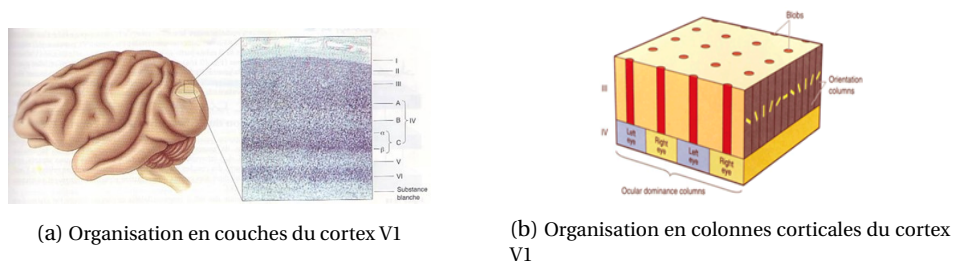 I
II
III
A
B
IV
α
C
β
V
VI
Substance
blanche
(a) Organisation en couches du cortex V1
Blobs
III
Orientation
columns
IV
Left
eye
Right
eye
Left
eye
Right
eye
Ocular dominance columns
(b) Organisation en colonnes corticales du cortex
V1